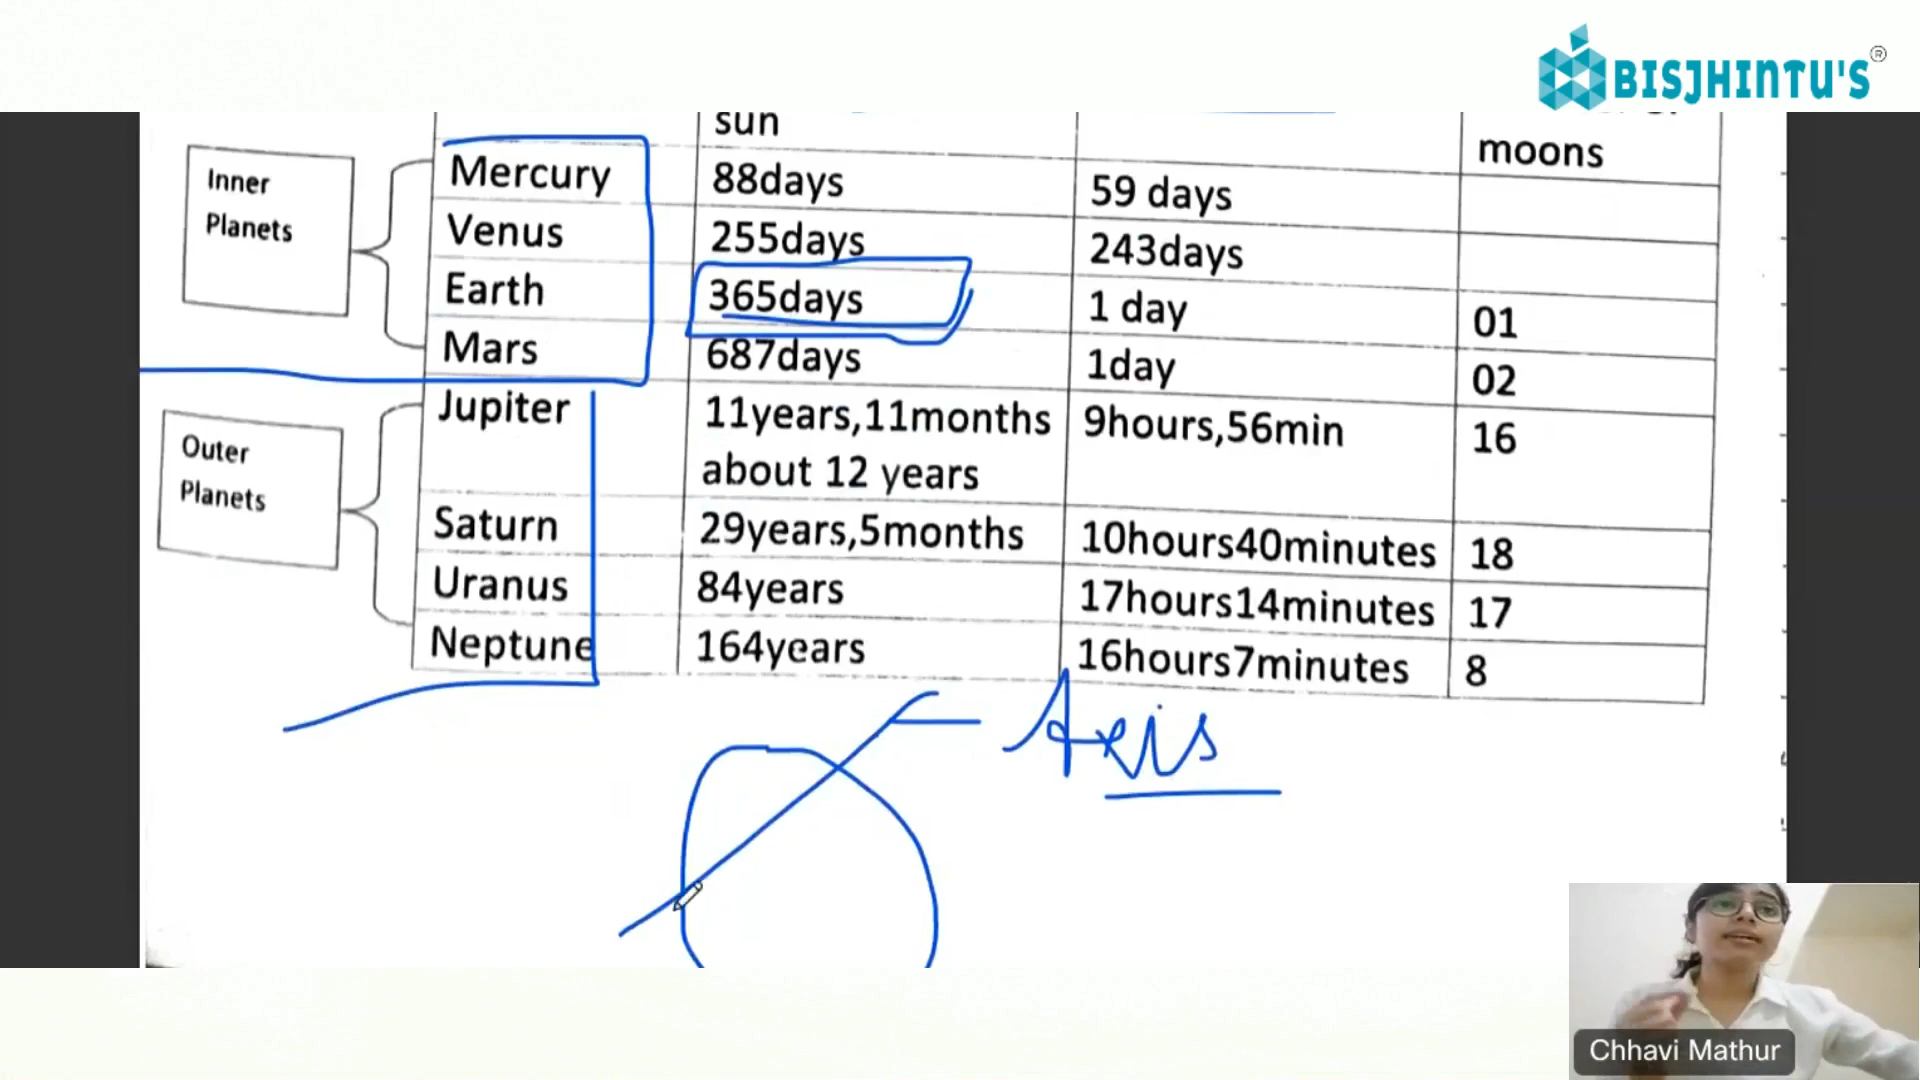 BISJHINTU'S®
sun
moons
Inner
Planets
Mercury 88days 59 days
Venus 255days 243days
Earth 365days 1 day 01
Mars 687days 1day 02
Outer
Planets
Jupiter 11years,11months 9hours,56min 16
about 12 years
Saturn 29years,5months 10hours40minutes 18
Uranus 84years 17hours14minutes 17
Neptune 164years 16hours7minutes 8
Axis
Chhavi Mathur